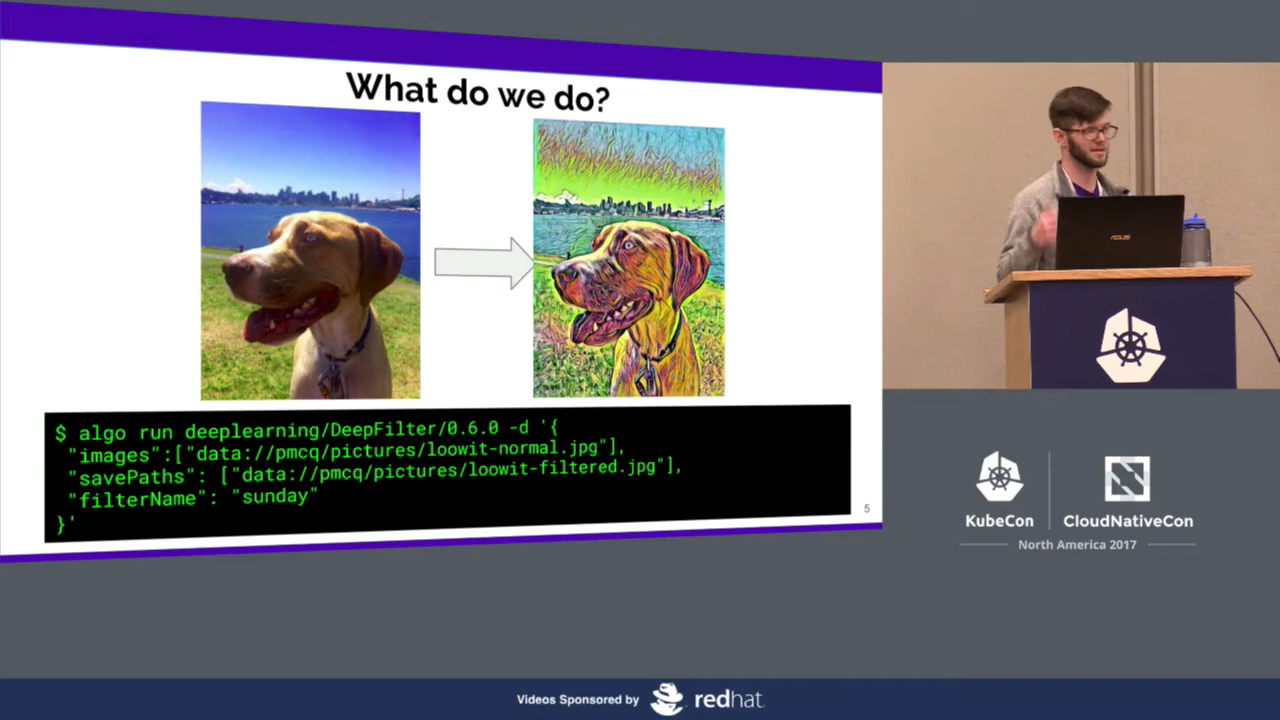 What do we do?
$ algo run deeplearning/DeepFilter/0.6.0 -d '{
"images":["data://pmcq/pictures/loowit-normal.jpg"],
"savePaths": ["data://pmcq/pictures/loowit-filtered.jpg"],
"filterName": "sunday"
}'
5
ASUS
KubeCon
CloudNativeCon
North America 2017
Videos Sponsored by
redhat.